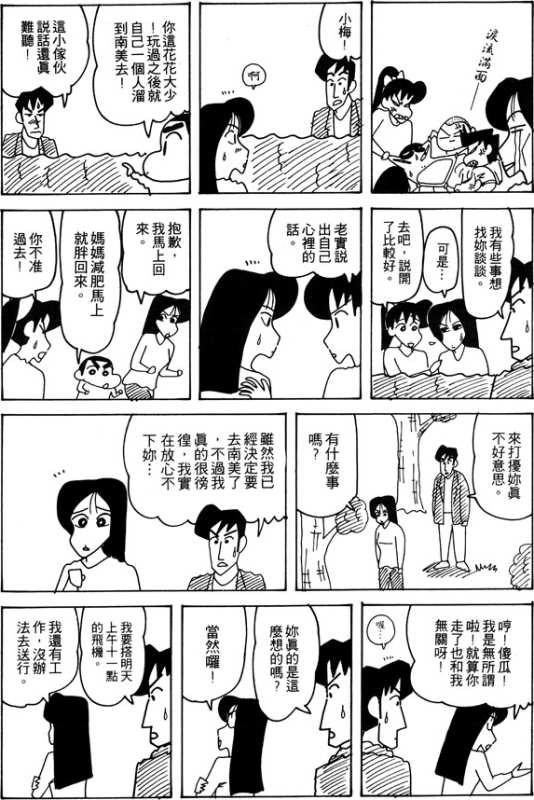 淚流滿面
小梅！
啊
你這花花大少
！玩過之後就
自己一個人溜
到南美去！
這小傢伙
說話還真
難聽！
我有些事想
找妳談談。
可是…
去吧，說開
了比較好。
老實說
出自己
心裡的
話。
抱歉，
我馬上回
來。
媽媽減肥馬上
就胖回來。
你不准
過去！
來打擾妳真
不好意思。
有什麼事
嗎？
雖然我已
經決定要
去南美了
，不過我
真的很徬
徨，我實
在放心不
下妳…
哼！傻瓜！
我是無所謂
啦！就算你
走了也和我
無關呀！
喔…
妳真的是這
麼想的嗎？
當然囉！
我要搭明天
上午十一點
的飛機。
我還有工
作，沒辦
法去送行。